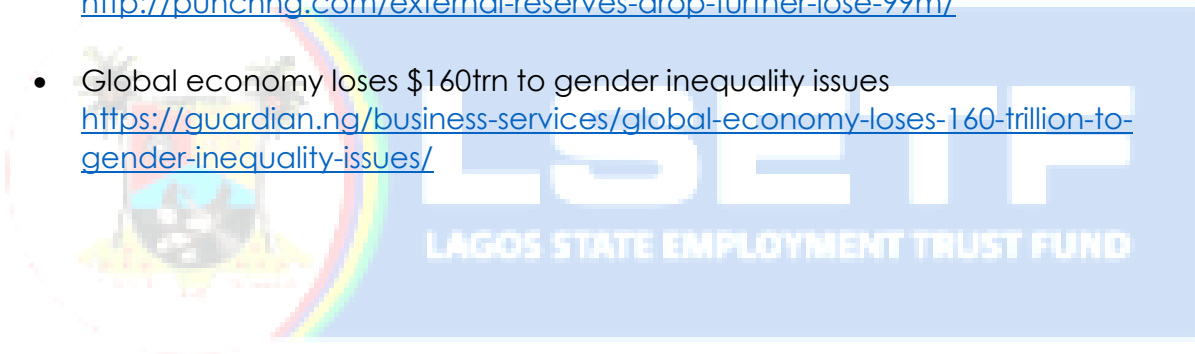 http://punchng.com/external-reserves-drop-further-lose-99m/
• Global economy loses $160trn to gender inequality issues
https://guardian.ng/business-services/global-economy-loses-160-trillion-to-
gender-inequality-issues/
LSETF
LAGOS STATE EMPLOYMENT TRUST FUND